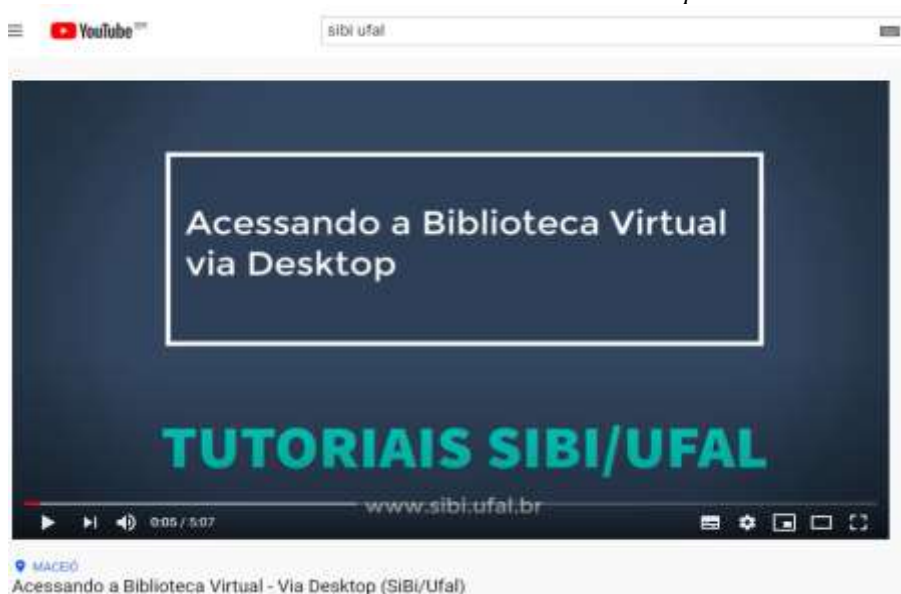 YouTube
sibi ufal
Acessando a Biblioteca Virtual
via Desktop
TUTORIAIS SIBI/UFAL
www.sibi.ufal.br
0:05 / 5:07
MACEIÓ
Acessando a Biblioteca Virtual - Via Desktop (SiBi/Ufal)